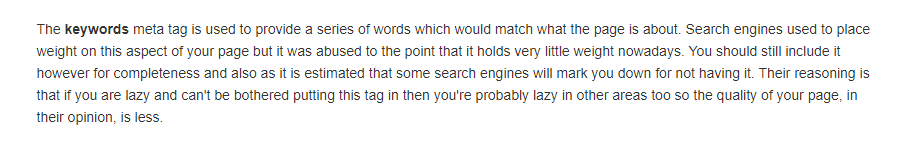 The keywords meta tag is used to provide a series of words which would match what the page is about. Search engines used to place
weight on this aspect of your page but it was abused to the point that it holds very little weight nowadays. You should still include it
however for completeness and also as it is estimated that some search engines will mark you down for not having it. Their reasoning is
that if you are lazy and can't be bothered putting this tag in then you're probably lazy in other areas too so the quality of your page, in
their opinion, is less.